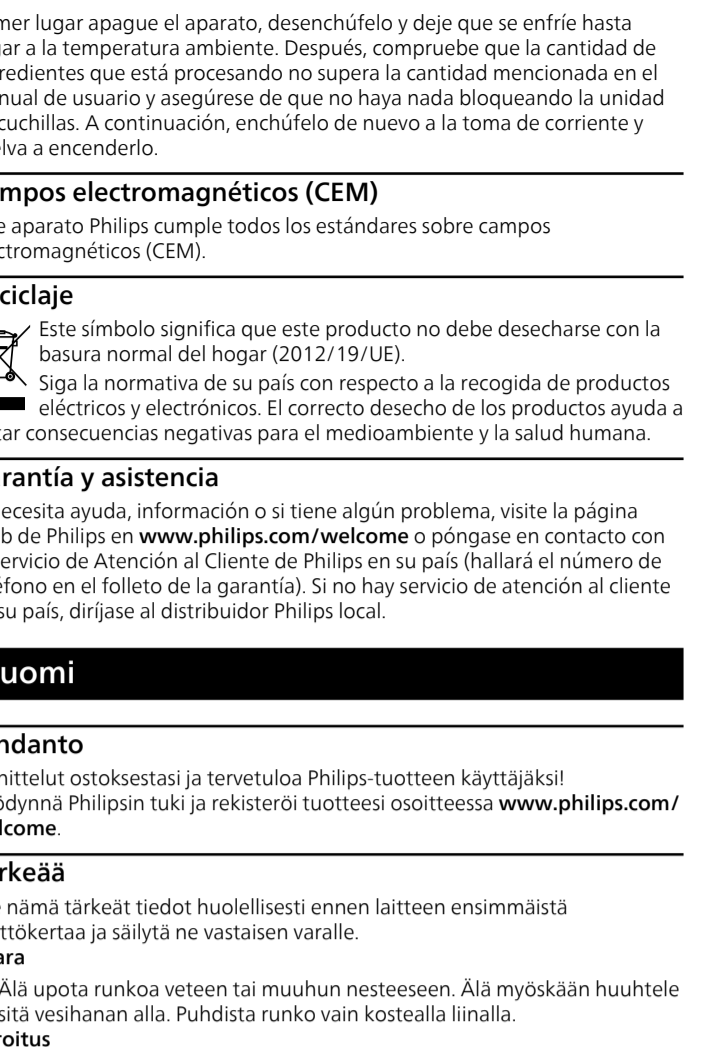 mer lugar apague el aparato, desenchúfelo y deje que se enfríe hasta
gar a la temperatura ambiente. Después, compruebe que la cantidad de
redientes que está procesando no supera la cantidad mencionada en el
nual de usuario y asegúrese de que no haya nada bloqueando la unidad
cuchillas. A continuación, enchúfelo de nuevo a la toma de corriente y
elva a encenderlo.
mpos electromagnéticos (CEM)
e aparato Philips cumple todos los estándares sobre campos
ctromagnéticos (CEM).
ciclaje
Este símbolo significa que este producto no debe desecharse con la
basura normal del hogar (2012/19/UE).
Siga la normativa de su país con respecto a la recogida de productos
eléctricos y electrónicos. El correcto desecho de los productos ayuda a
tar consecuencias negativas para el medioambiente y la salud humana.
rantía y asistencia
ecesita ayuda, información o si tiene algún problema, visite la página
b de Philips en www.philips.com/welcome o póngase en contacto con
ervicio de Atención al Cliente de Philips en su país (hallará el número de
éfono en el folleto de la garantía). Si no hay servicio de atención al cliente
su país, diríjase al distribuidor Philips local.
uomi
hdanto
nittelut ostoksestasi ja tervetuloa Philips-tuotteen käyttäjäksi!
ödynnä Philipsin tuki ja rekisteröi tuotteesi osoitteessa www.philips.com/
lcome.
rkeää
e nämä tärkeät tiedot huolellisesti ennen laitteen ensimmäistä
ttökertaa ja säilytä ne vastaisen varalle.
ara
Älä upota runkoa veteen tai muuhun nesteeseen. Älä myöskään huuhtele
sitä vesihanan alla. Puhdista runko vain kostealla liinalla.
roitus